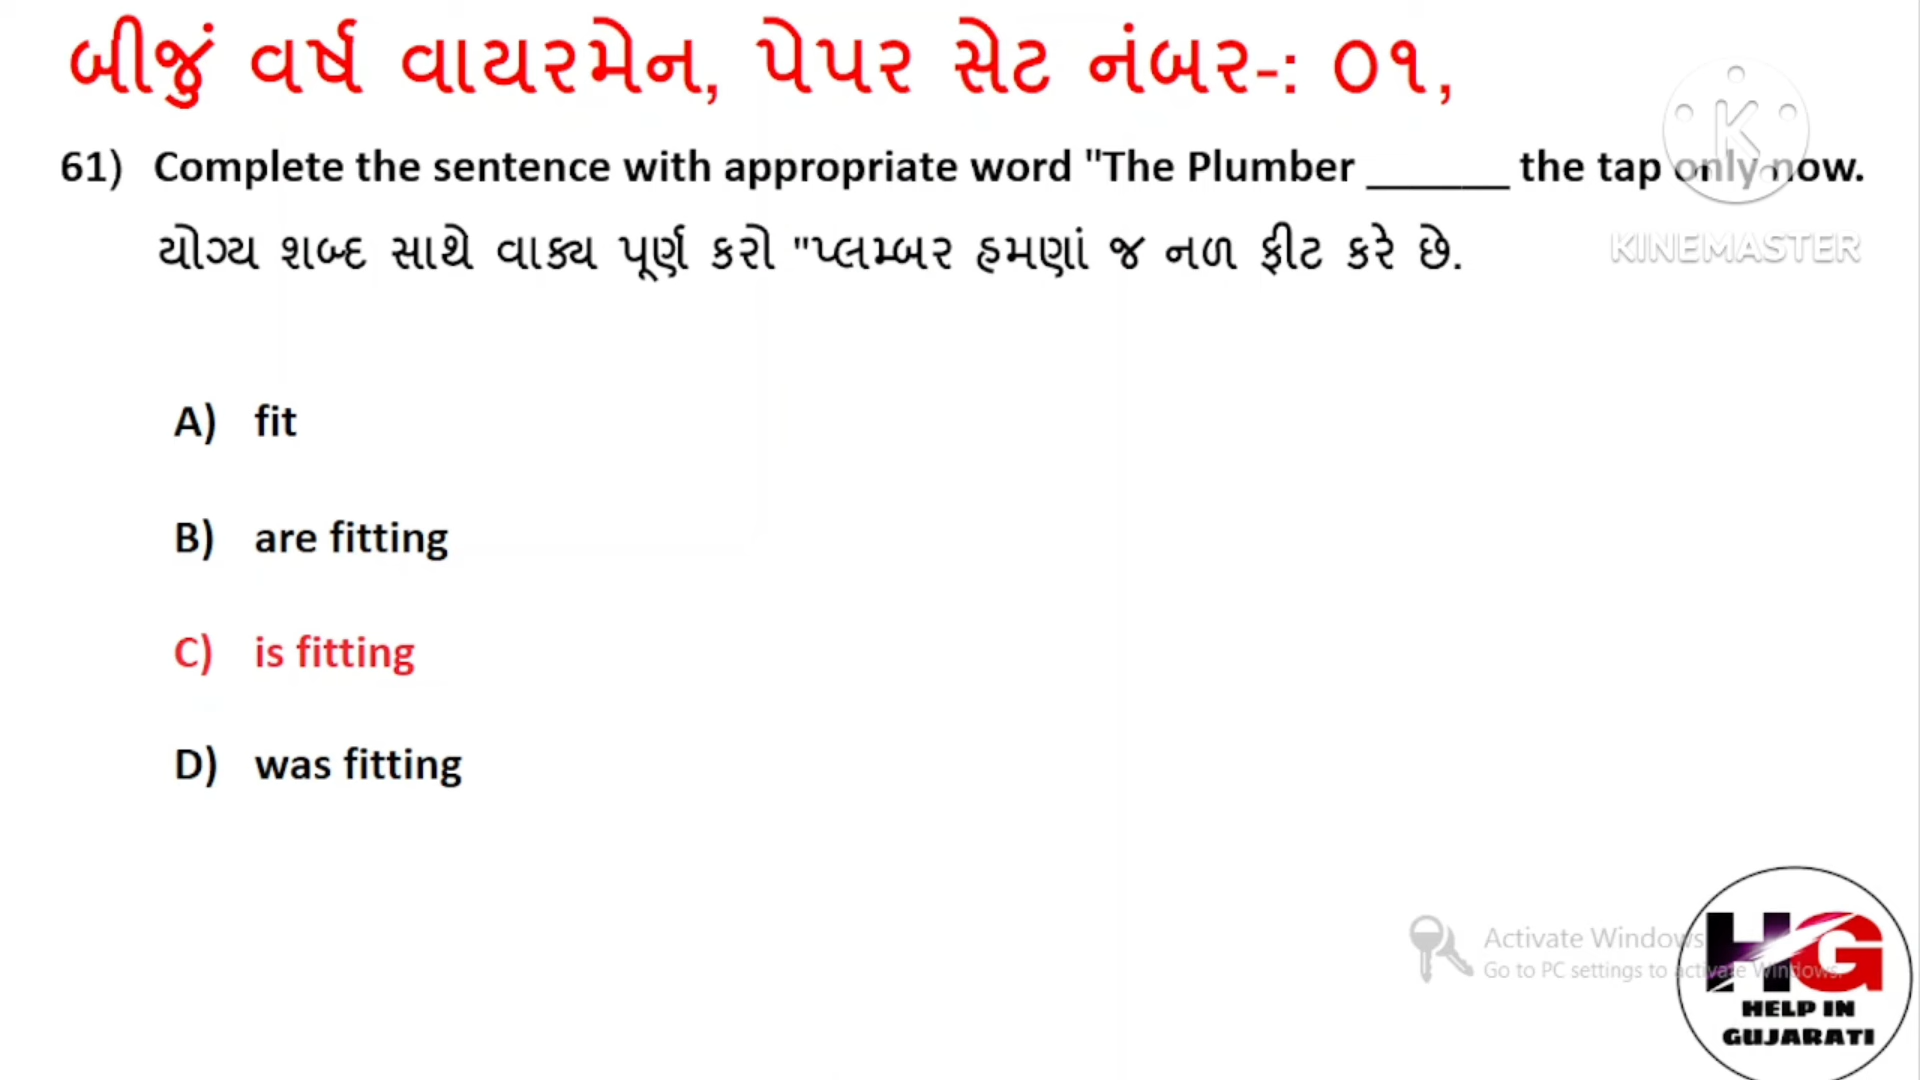 બીજું વર્ષ વાયરમેન, પેપર સેટ નંબર-: ૦૧,
61) Complete the sentence with appropriate word "The Plumber ______ the tap only now.
યોગ્ય શબ્દ સાથે વાક્ય પૂર્ણ કરો "પ્લમ્બર હમણાં જ નળ ફીટ કરે છે.
K
KINEMASTER
A) fit
B) are fitting
C) is fitting
D) was fitting
Activate Windows
Go to PC settings to activate Windows.
HG
HELP IN
GUJARATI